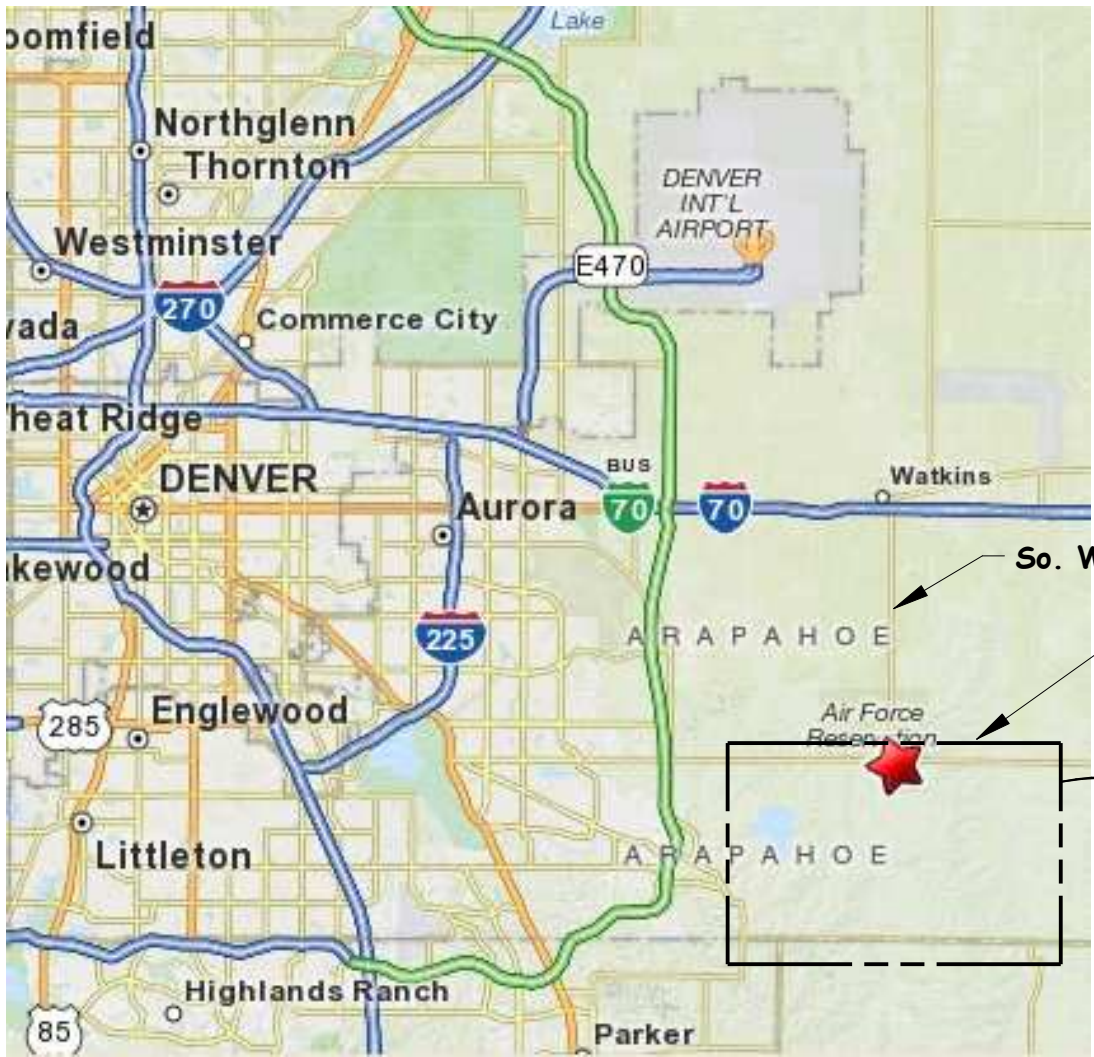 Lake
oomfield
Northglenn
Thornton
DENVER
INT'L
AIRPORT
Westminster
E470
270
Commerce City
vada
heat Ridge
DENVER
BUS
70
70
Watkins
Aurora
kewood
So. W
225
ARAPAHOE
285
Englewood
Air Force
Littleton
ARAPAHOE
Highlands Ranch
85
Parker